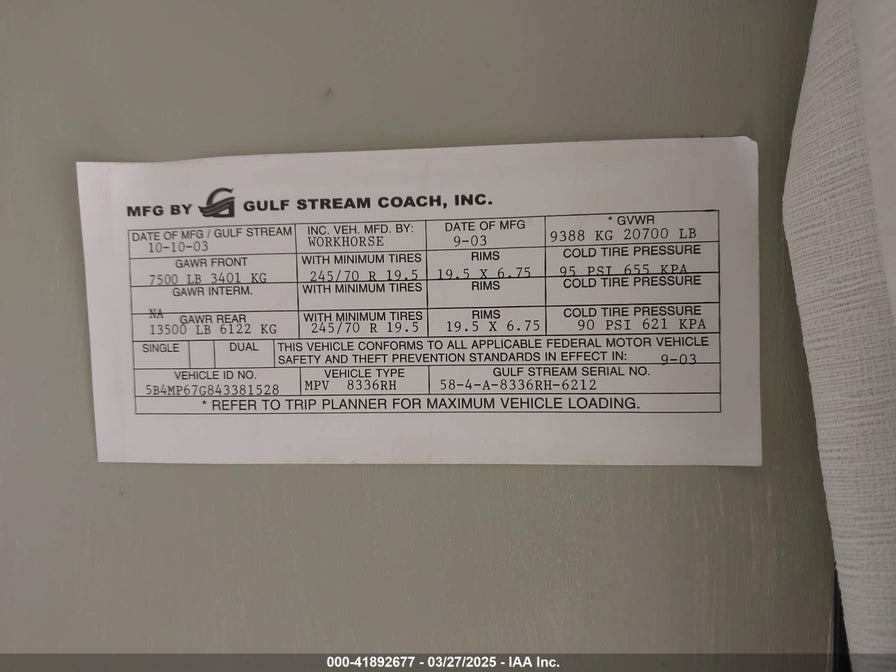 MFG BY GULF STREAM COACH, INC.
DATE OF MFG / GULF STREAM INC. VEH. MFD. BY: DATE OF MFG * GVWR
10-10-03 WORKHORSE 9-03 9388 KG 20700 LB
GAWR FRONT WITH MINIMUM TIRES RIMS COLD TIRE PRESSURE
7500 LB 3401 KG 245/70 R 19.5 19.5 X 6.75 95 PSI 655 KPA
GAWR INTERM. WITH MINIMUM TIRES RIMS COLD TIRE PRESSURE
NA
GAWR REAR WITH MINIMUM TIRES RIMS COLD TIRE PRESSURE
13500 LB 6122 KG 245/70 R 19.5 19.5 X 6.75 90 PSI 621 KPA
SINGLE DUAL THIS VEHICLE CONFORMS TO ALL APPLICABLE FEDERAL MOTOR VEHICLE
SAFETY AND THEFT PREVENTION STANDARDS IN EFFECT IN: 9-03
VEHICLE ID NO. VEHICLE TYPE GULF STREAM SERIAL NO.
5B4MP67G843381528 MPV 8336RH 58-4-A-8336RH-6212
* REFER TO TRIP PLANNER FOR MAXIMUM VEHICLE LOADING.
000-41892677 - 03/27/2025 - IAA Inc.